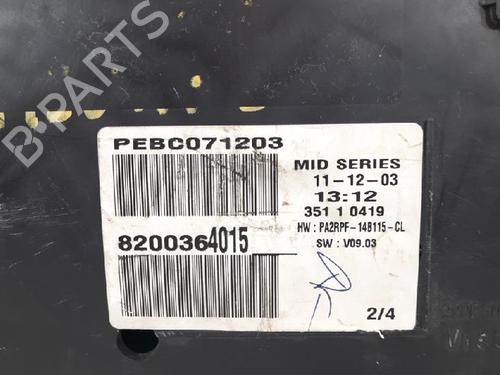 PEBC071203
MID SERIES
11-12-03
13:12
351 1 0419
HW : PA2RPF-148115-CL
SW : V09.03
8200364015
2/4